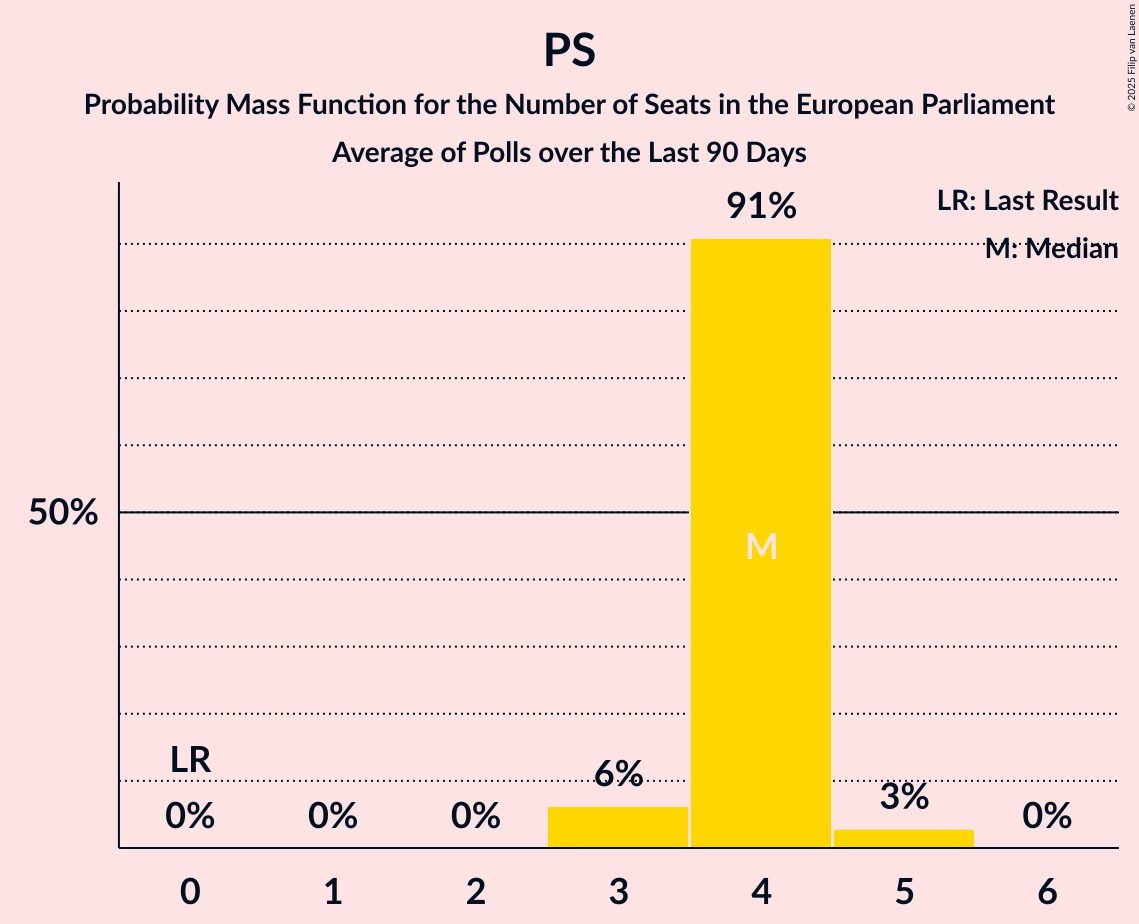 PS
Probability Mass Function for the Number of Seats in the European Parliament
Average of Polls over the Last 90 Days
© 2025 Filip van Laenen
LR: Last Result
M: Median
91%
50%
M
LR
0%
0%
0%
6%
3%
0%
0
1
2
3
4
5
6